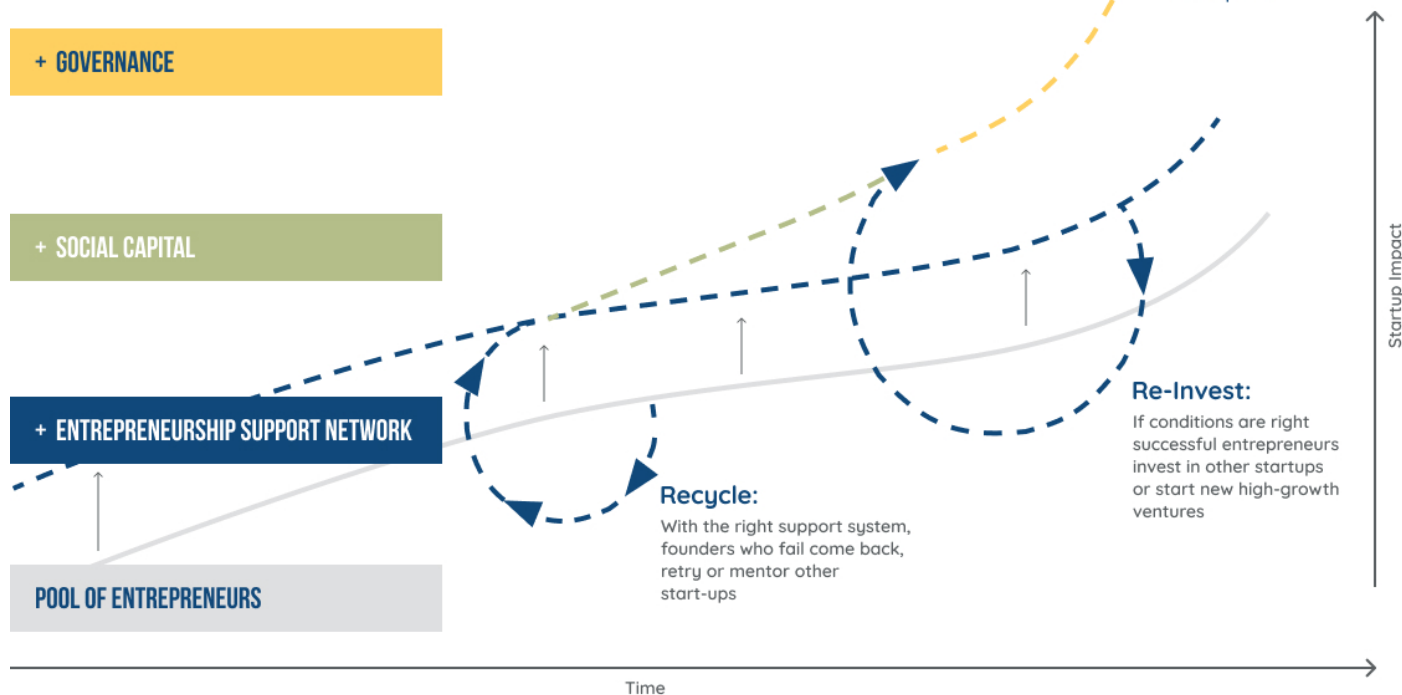 + GOVERNANCE
+ SOCIAL CAPITAL
+ ENTREPRENEURSHIP SUPPORT NETWORK
POOL OF ENTREPRENEURS
Recycle:
With the right support system,
founders who fail come back,
retry or mentor other
start-ups
Re-Invest:
If conditions are right
successful entrepreneurs
invest in other startups
or start new high-growth
ventures
Startup Impact
Time